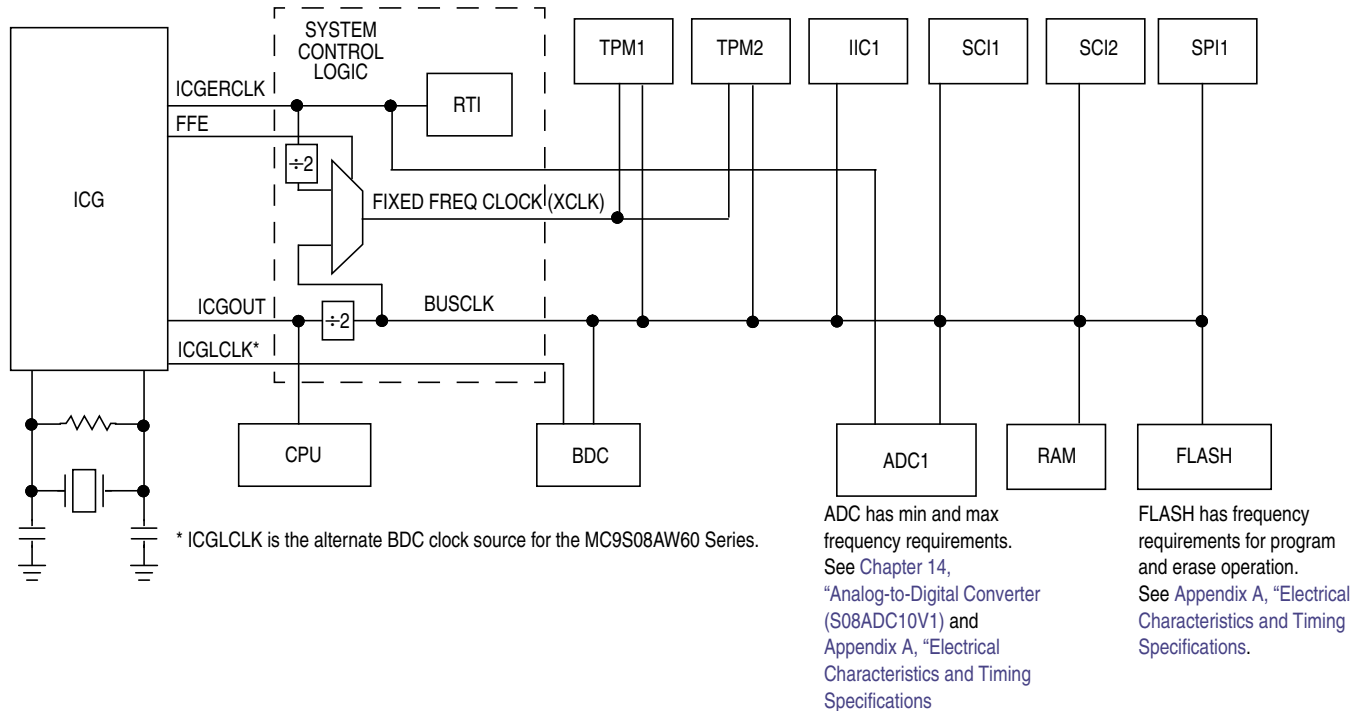 SYSTEM
CONTROL
LOGIC
TPM1
TPM2
IIC1
SCI1
SCI2
SPI1
ICGERCLK
RTI
FFE
÷2
ICG
FIXED FREQ CLOCK (XCLK)
ICGOUT
÷2
BUSCLK
ICGLCLK*
CPU
BDC
ADC1
RAM
FLASH
* ICGLCLK is the alternate BDC clock source for the MC9S08AW60 Series.
ADC has min and max
frequency requirements.
See Chapter 14,
“Analog-to-Digital Converter
(S08ADC10V1) and
Appendix A, “Electrical
Characteristics and Timing
Specifications
FLASH has frequency
requirements for program
and erase operation.
See Appendix A, “Electrical
Characteristics and Timing
Specifications.